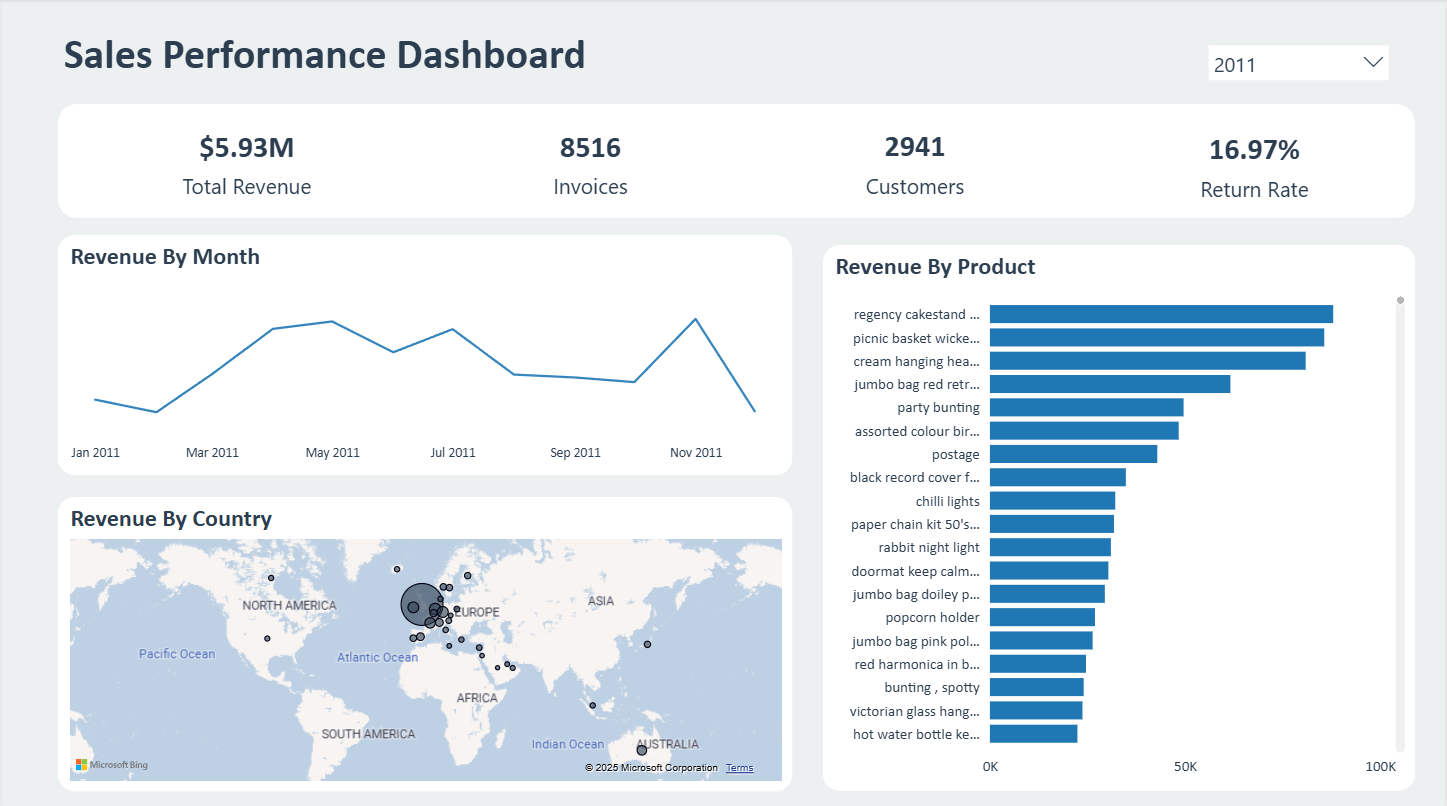 Sales Performance Dashboard
2011
$5.93M
Total Revenue
8516
Invoices
2941
Customers
16.97%
Return Rate
Revenue By Month
Jan 2011
Mar 2011
May 2011
Jul 2011
Sep 2011
Nov 2011
Revenue By Country
NORTH AMERICA
EUROPE
ASIA
Pacific Ocean
Atlantic Ocean
AFRICA
SOUTH AMERICA
Indian Ocean
AUSTRALIA
Microsoft Bing
© 2025 Microsoft Corporation Terms
Revenue By Product
regency cakestand ...
picnic basket wicke...
cream hanging hea...
jumbo bag red retr...
party bunting
assorted colour bir...
postage
black record cover f...
chilli lights
paper chain kit 50's...
rabbit night light
doormat keep calm...
jumbo bag doiley p...
popcorn holder
jumbo bag pink pol...
red harmonica in b...
bunting , spotty
victorian glass hang...
hot water bottle ke...
0K
50K
100K